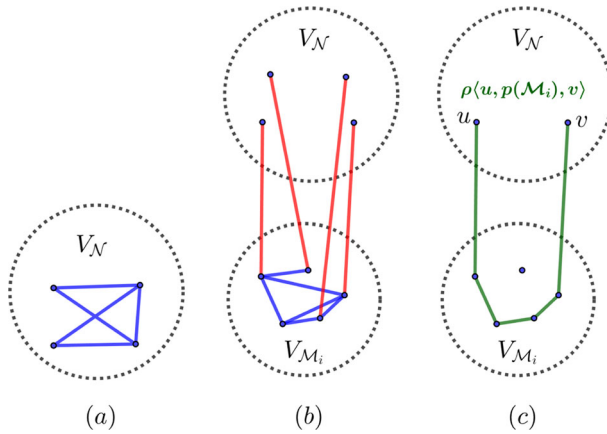 V_𝒩
V_𝒩
ρ⟨u, p(ℳ_i), v⟩
u
v
V_𝒩
V_{ℳ_i}
V_{ℳ_i}
(a)
(b)
(c)